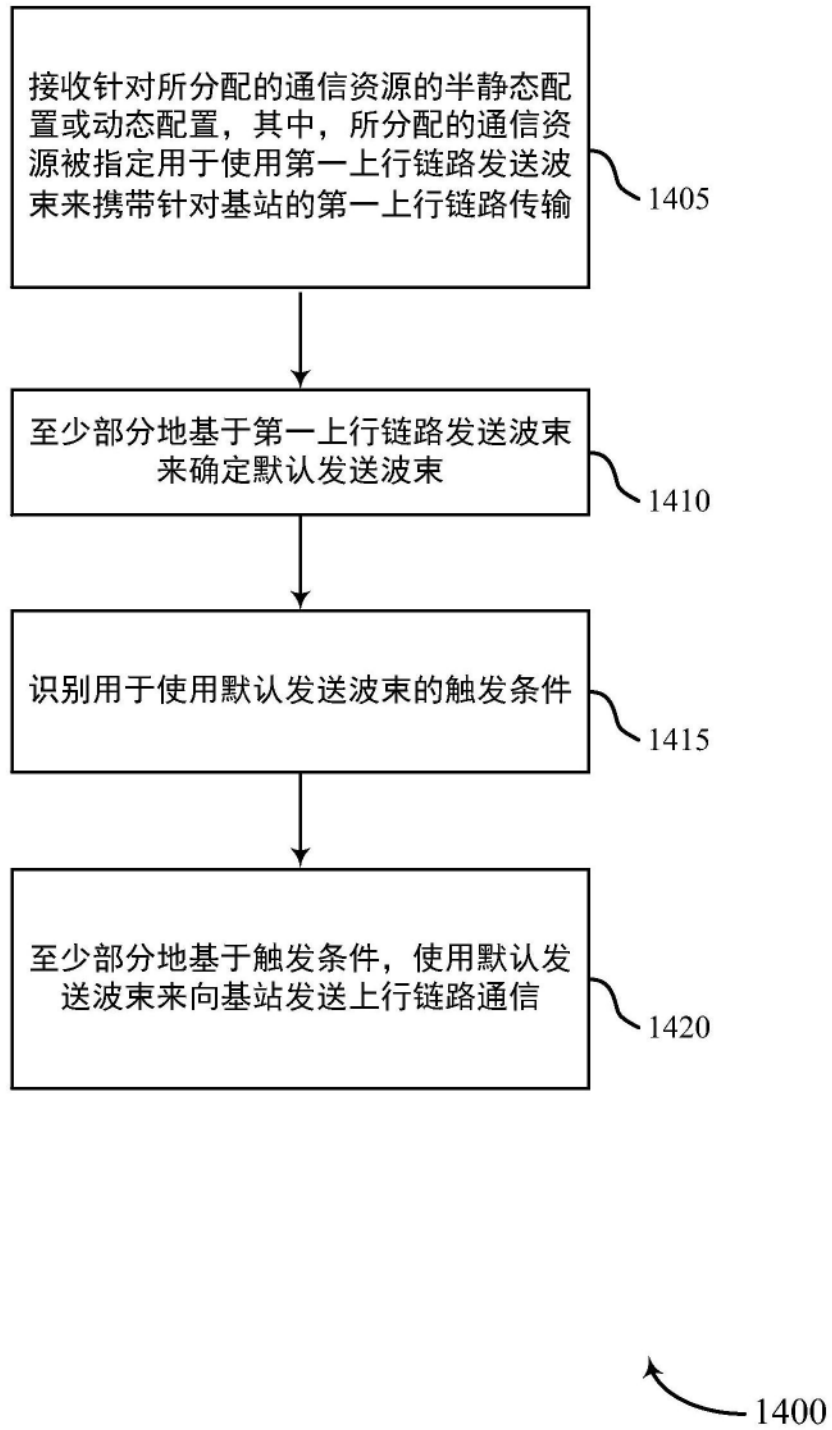 接收针对所分配的通信资源的半静态配
置或动态配置，其中，所分配的通信资
源被指定用于使用第一上行链路发送波
束来携带针对基站的第一上行链路传输
1405
至少部分地基于第一上行链路发送波束
来确定默认发送波束
1410
识别用于使用默认发送波束的触发条件
1415
至少部分地基于触发条件，使用默认发
送波束来向基站发送上行链路通信
1420
1400